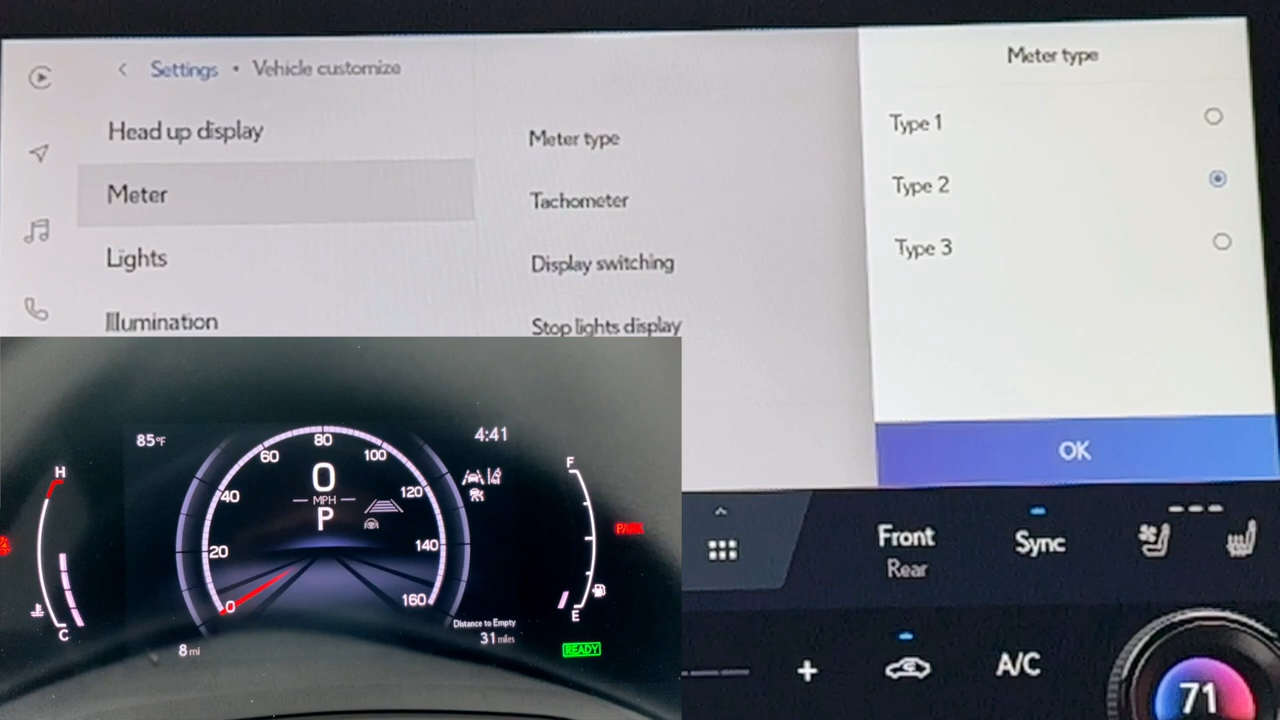 Settings • Vehicle customize
Head up display
Meter
Lights
Illumination
Meter type
Tachometer
Display switching
Stop lights display
Meter type
Type 1
Type 2
Type 3
OK
85°F
4:41
H
C
0
20
40
60
80
100
120
140
160
0
MPH
P
F
E
Distance to Empty
31 miles
8 mi
READY
Front
Rear
Sync
+
A/C
71